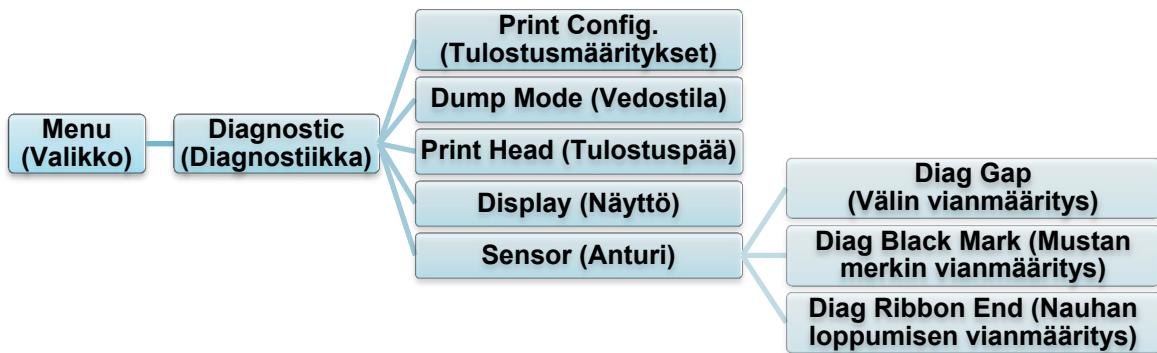 Menu
(Valikko)
Diagnostic
(Diagnostiikka)
Print Config.
(Tulostusmääritykset)
Dump Mode (Vedostila)
Print Head (Tulostuspää)
Display (Näyttö)
Sensor (Anturi)
Diag Gap
(Välin vianmääritys)
Diag Black Mark (Mustan
merkin vianmääritys)
Diag Ribbon End (Nauhan
loppumisen vianmääritys)